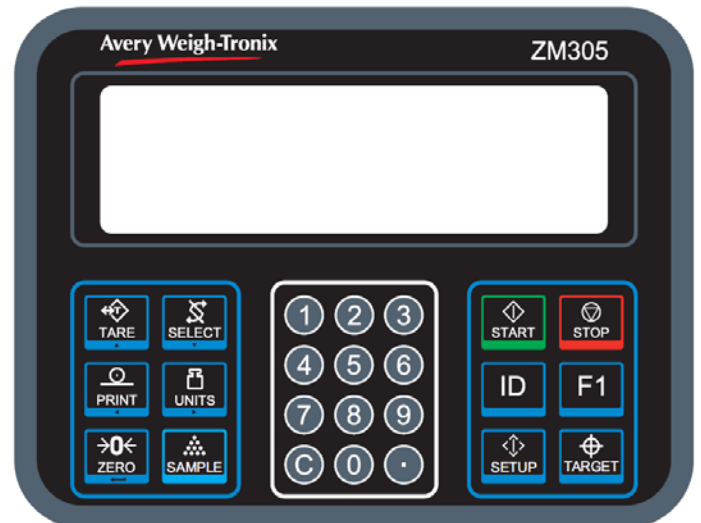 Avery Weigh-Tronix
ZM305
TARE SELECT
PRINT UNITS
ZERO SAMPLE
1 2 3
4 5 6
7 8 9
C 0 .
START STOP
ID F1
SETUP TARGET